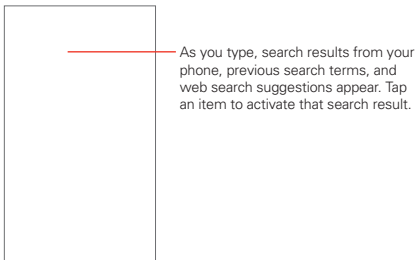 As you type, search results from your
phone, previous search terms, and
web search suggestions appear. Tap
an item to activate that search result.